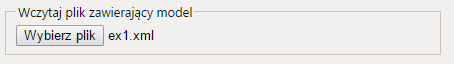 Wczytaj plik zawierający model
Wybierz plik ex1.xml